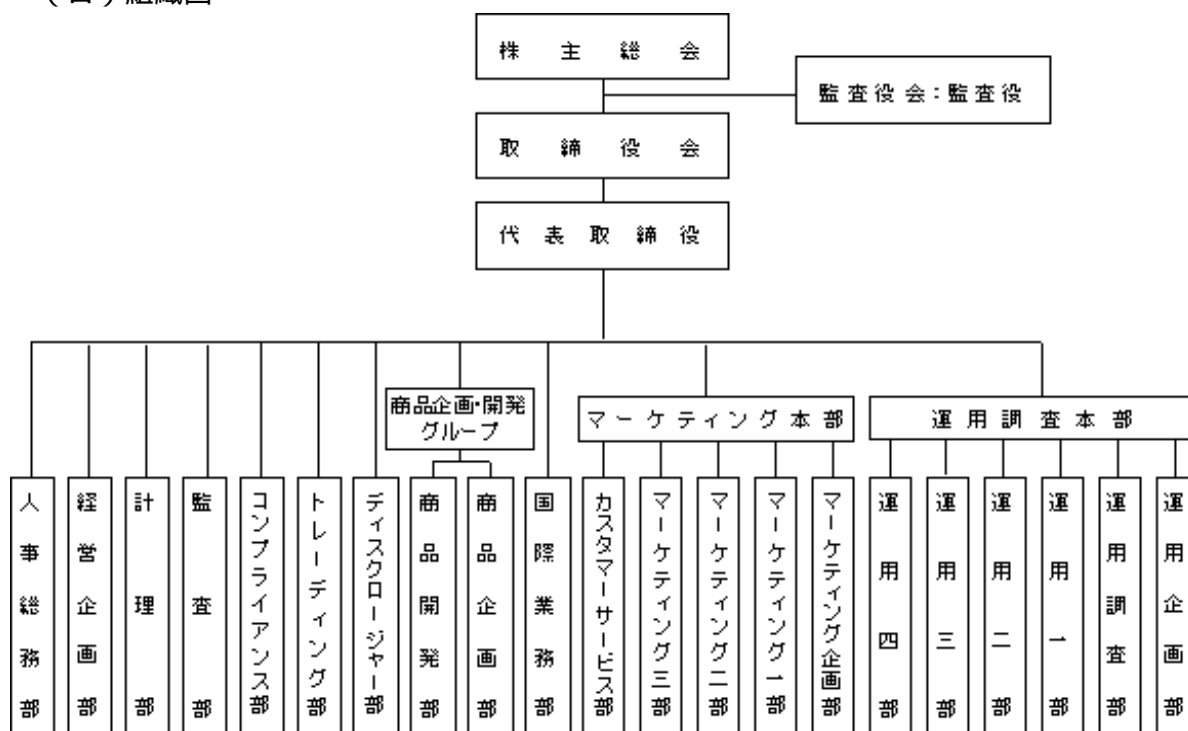 組織図
株主総会
監査役会：監査役
取締役会
代表取締役
商品企画・開発
グループ
マーケティング本部
運用調査本部
人事総務部
経営企画部
計理部
監査部
コンプライアンス部
トレーディング部
ディスクロージャー部
商品開発部
商品企画部
国際業務部
カスタマーサービス部
マーケティング三部
マーケティング二部
マーケティング一部
マーケティング企画部
運用四部
運用三部
運用二部
運用一部
運用調査部
運用企画部